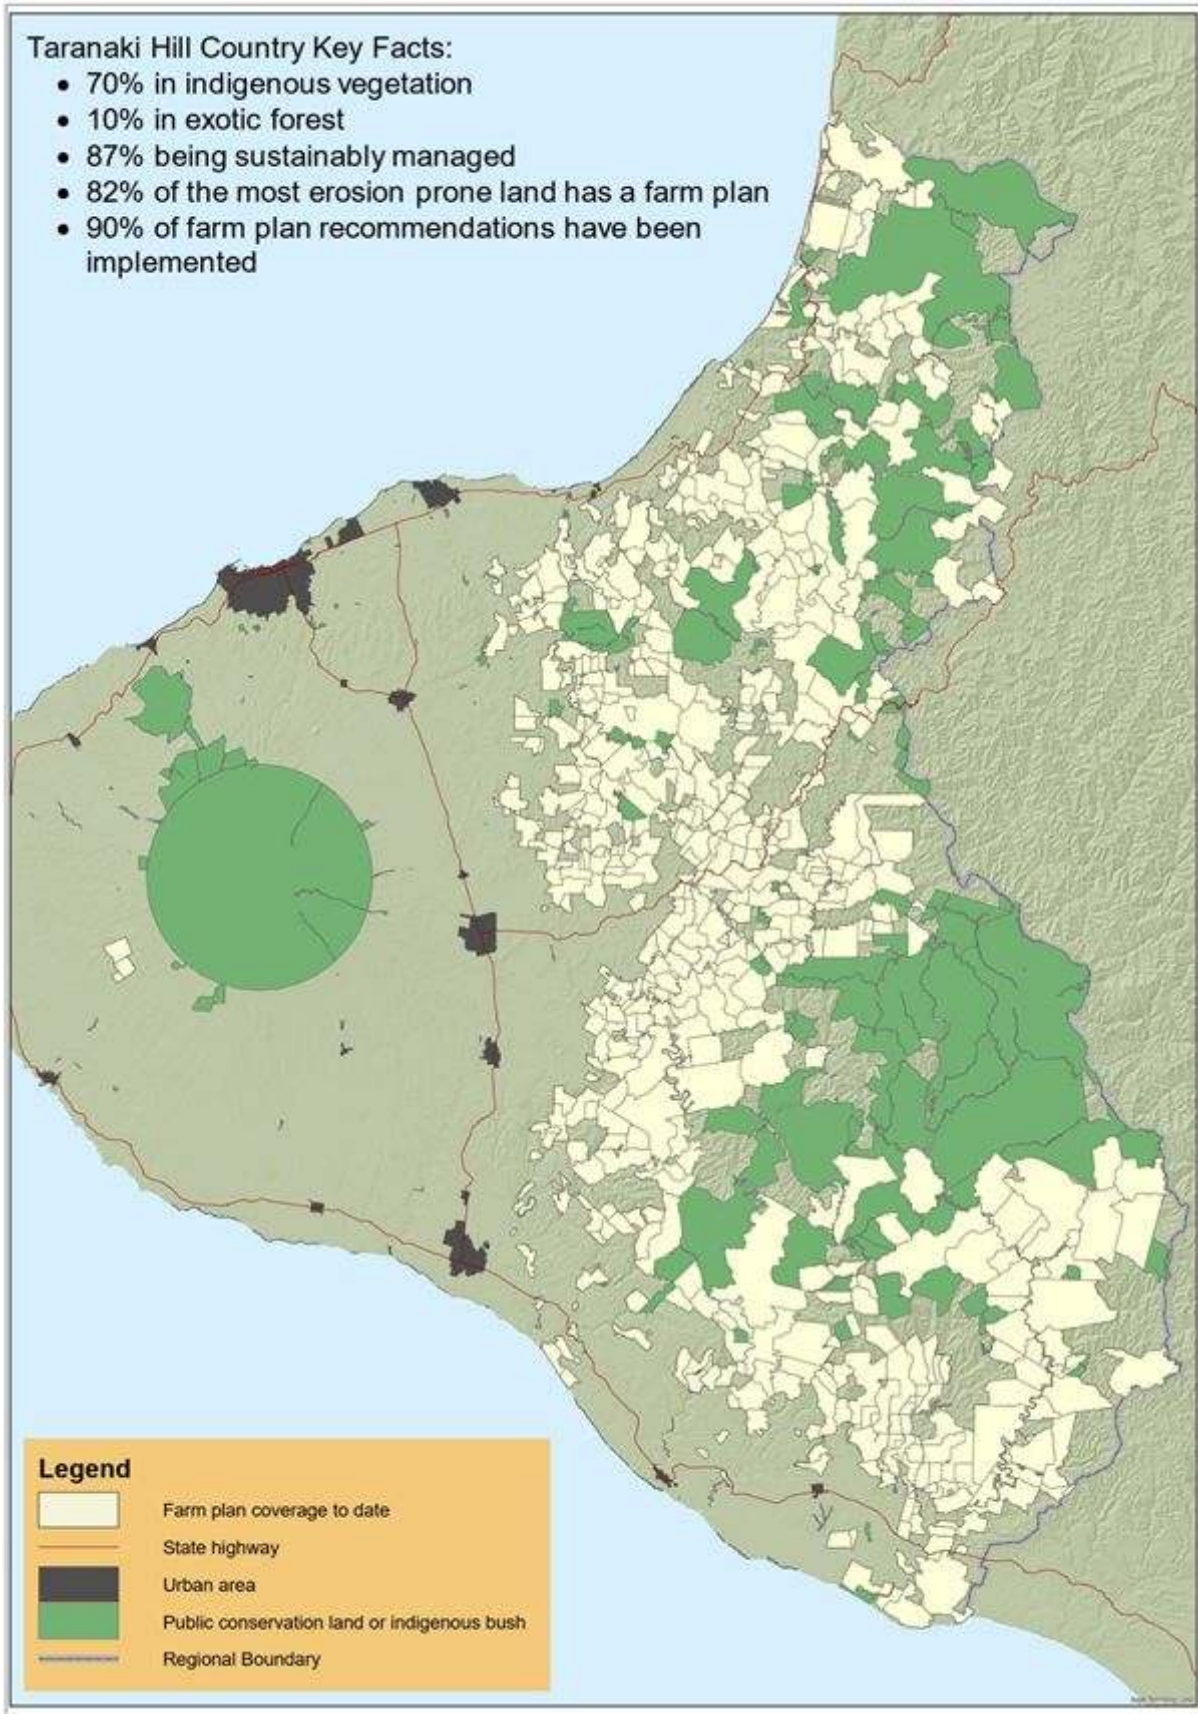 Taranaki Hill Country Key Facts:
• 70% in indigenous vegetation
• 10% in exotic forest
• 87% being sustainably managed
• 82% of the most erosion prone land has a farm plan
• 90% of farm plan recommendations have been
implemented
Legend
Farm plan coverage to date
State highway
Urban area
Public conservation land or indigenous bush
Regional Boundary